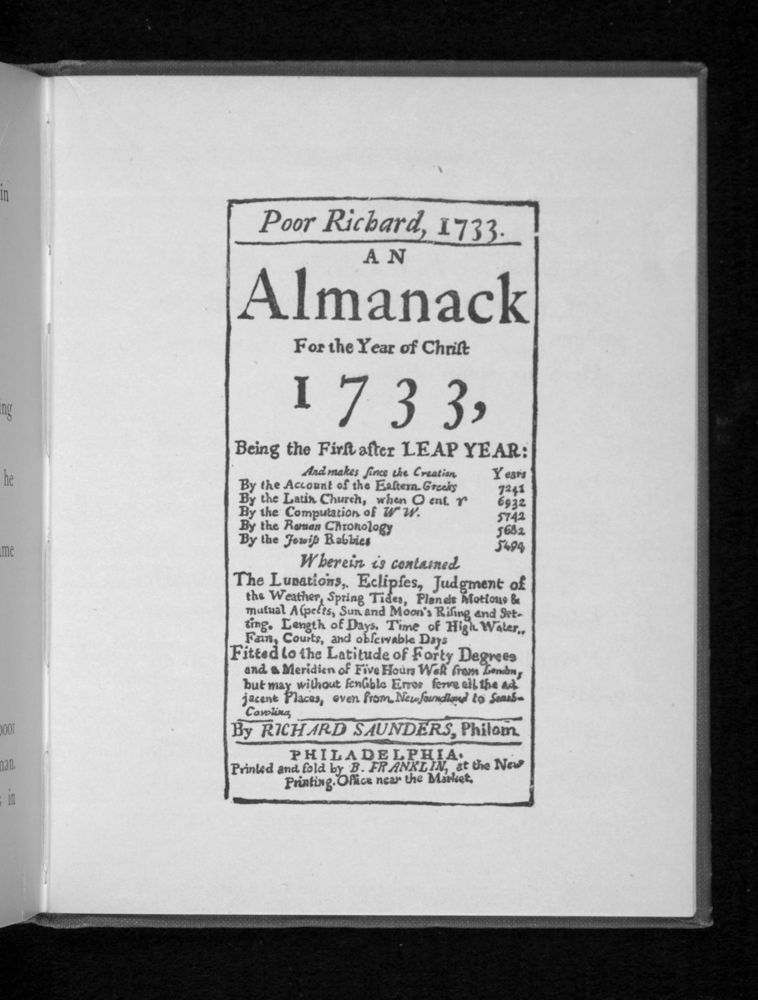 in
ing
he
me
oor
nan.
s in
Poor Richard, 1733.
AN
Almanack
For the Year of Chriſt
1733,
Being the Firſt after LEAP YEAR:
And makes ſince the Creation Years
By the Account of the Eaſtern Greeks 7241
By the Latin Church, when O ent. ♈ 6932
By the Computation of W W. 5742
By the Roman Chronology 5682
By the Jewiſh Rabbies 5494
Wherein is contained
The Lunations, Eclipſes, Judgment of
the Weather, Spring Tides, Planets Motions &
mutual Aſpects, Sun and Moon's Riſing and Set-
ting, Length of Days, Time of High Water,
Fairs, Courts, and obſervable Days
Fitted to the Latitude of Forty Degrees
and a Meridian of Five Hours Weſt from London,
but may without ſenſible Error ſerve all the ad
jacent Places, even from Newfoundland to South-
Carolina,
By RICHARD SAUNDERS, Philom.
PHILADELPHIA.
Printed and ſold by B. FRANKLIN, at the New
Printing.Office near the Market.